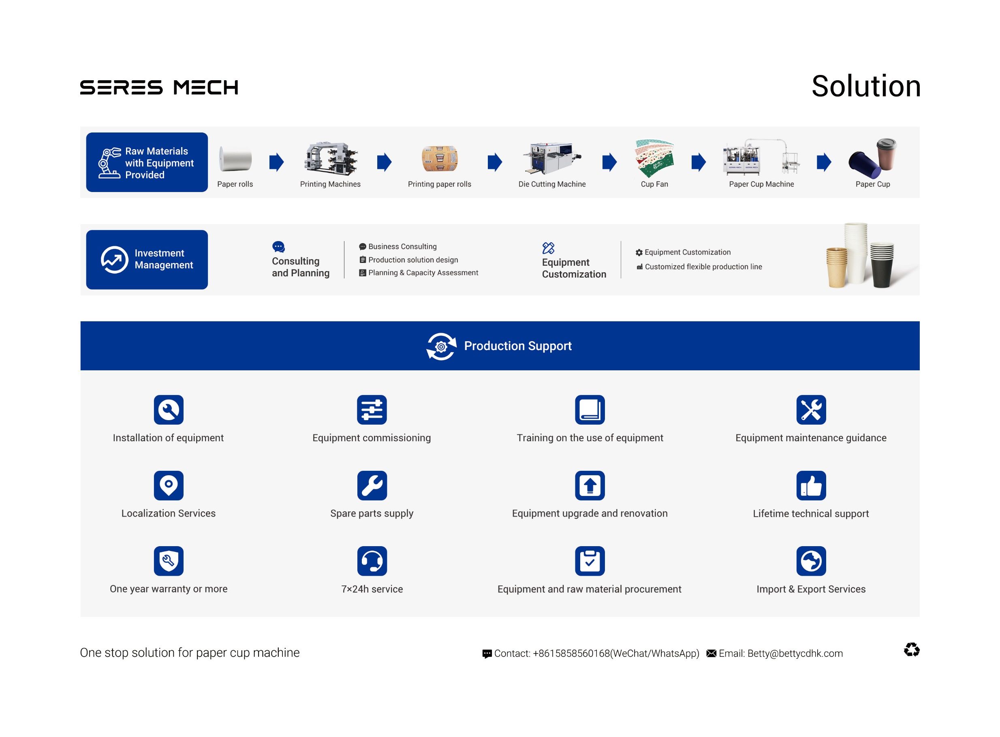 SERES MECH
Solution
Raw Materials
with Equipment
Provided
Paper rolls
Printing Machines
Printing paper rolls
Die Cutting Machine
Cup Fan
Paper Cup Machine
Paper Cup
SERES MECH SERES MECH
Investment
Management
Consulting
and Planning
Business Consulting
Production solution design
Planning & Capacity Assessment
Equipment
Customization
Equipment Customization
Customized flexible production line
Production Support
Installation of equipment
Equipment commissioning
Training on the use of equipment
Equipment maintenance guidance
Localization Services
Spare parts supply
Equipment upgrade and renovation
Lifetime technical support
One year warranty or more
7×24h service
Equipment and raw material procurement
Import & Export Services
One stop solution for paper cup machine
Contact: +8615858560168(WeChat/WhatsApp)
Email: Betty@bettycdhk.com